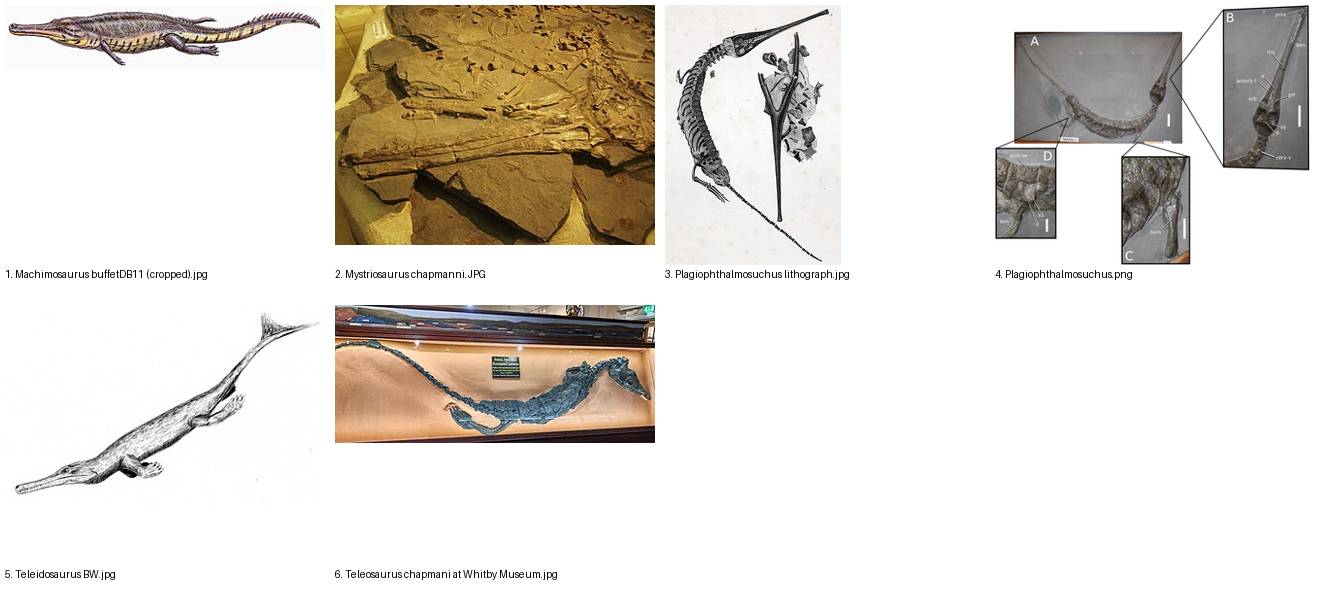 1. Machimosaurus buffetDB11 (cropped).jpg
2. Mystriosaurus chapmanni.JPG
3. Plagiophthalmosuchus lithograph.jpg
4. Plagiophthalmosuchus.png
A
B
D
C
5. Teleidosaurus BW.jpg
6. Teleosaurus chapmani at Whitby Museum.jpg